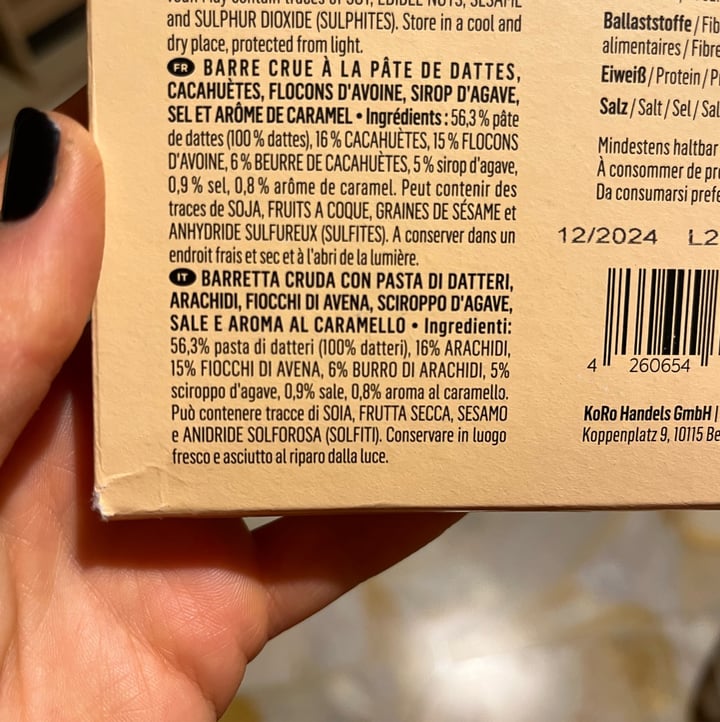 and SULPHUR DIOXIDE (SULPHITES). Store in a cool and
dry place, protected from light.
FR BARRE CRUE À LA PÂTE DE DATTES,
CACAHUÈTES, FLOCONS D'AVOINE, SIROP D'AGAVE,
SEL ET ARÔME DE CARAMEL • Ingrédients : 56,3 % pâte
de dattes (100 % dattes), 16 % CACAHUÈTES, 15 % FLOCONS
D'AVOINE, 6 % BEURRE DE CACAHUÈTES, 5 % sirop d'agave,
0,9 % sel, 0,8 % arôme de caramel. Peut contenir des
traces de SOJA, FRUITS A COQUE, GRAINES DE SÉSAME et
ANHYDRIDE SULFUREUX (SULFITES). A conserver dans un
endroit frais et sec et à l'abri de la lumière.
IT BARRETTA CRUDA CON PASTA DI DATTERI,
ARACHIDI, FIOCCHI DI AVENA, SCIROPPO D'AGAVE,
SALE E AROMA AL CARAMELLO • Ingredienti:
56,3% pasta di datteri (100% datteri), 16% ARACHIDI,
15% FIOCCHI DI AVENA, 6% BURRO DI ARACHIDI, 5%
sciroppo d'agave, 0,9% sale, 0,8% aroma al caramello.
Può contenere tracce di SOIA, FRUTTA SECCA, SESAMO
e ANIDRIDE SOLFOROSA (SOLFITI). Conservare in luogo
fresco e asciutto al riparo dalla luce.
Ballaststoffe / Fib
alimentaires / Fibre
Eiweiß / Protein / P
Salz / Salt / Sel / Sal
Mindestens haltbar
À consommer de pr
Da consumarsi prefe
12/2024 L2
4 260654
KoRo Handels GmbH |
Koppenplatz 9, 10115 Be